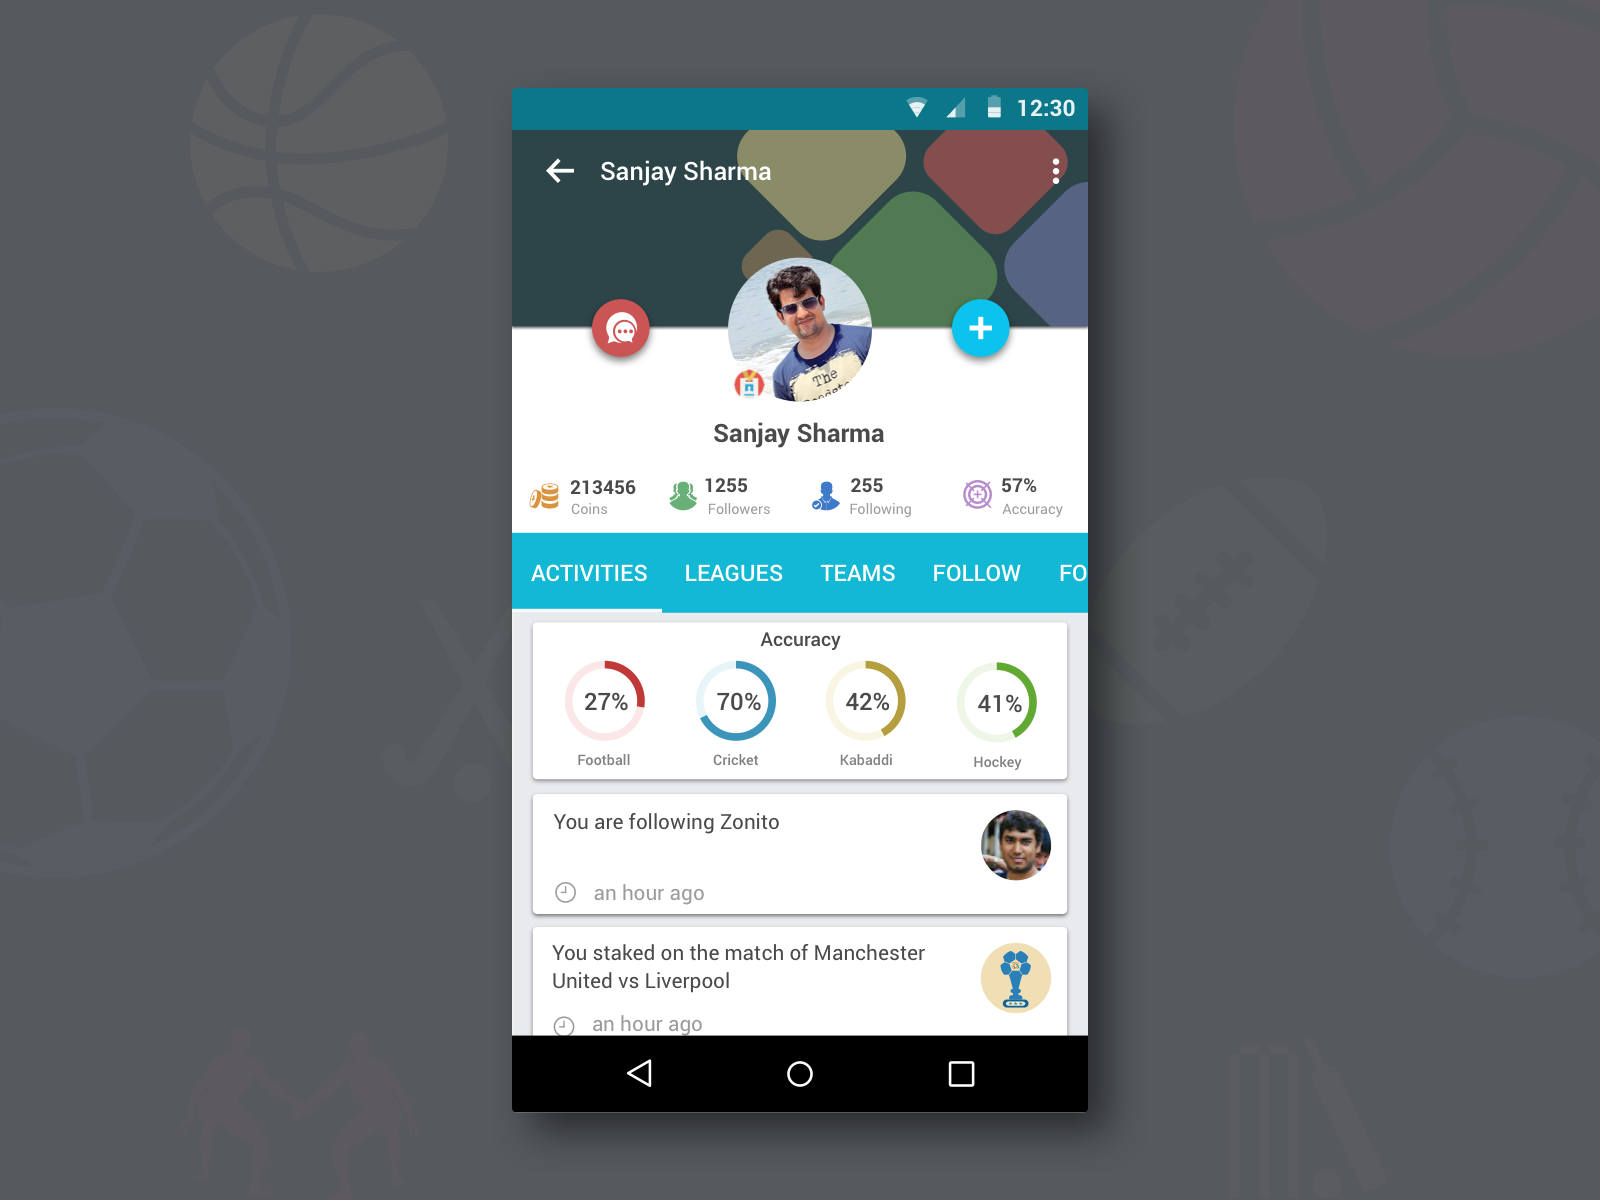 12:30
Sanjay Sharma
The
Sanjay Sharma
213456
Coins
1255
Followers
255
Following
57%
Accuracy
ACTIVITIES LEAGUES TEAMS FOLLOW FO
Accuracy
27% 70% 42% 41%
Football Cricket Kabaddi Hockey
You are following Zonito
an hour ago
You staked on the match of Manchester
United vs Liverpool
an hour ago